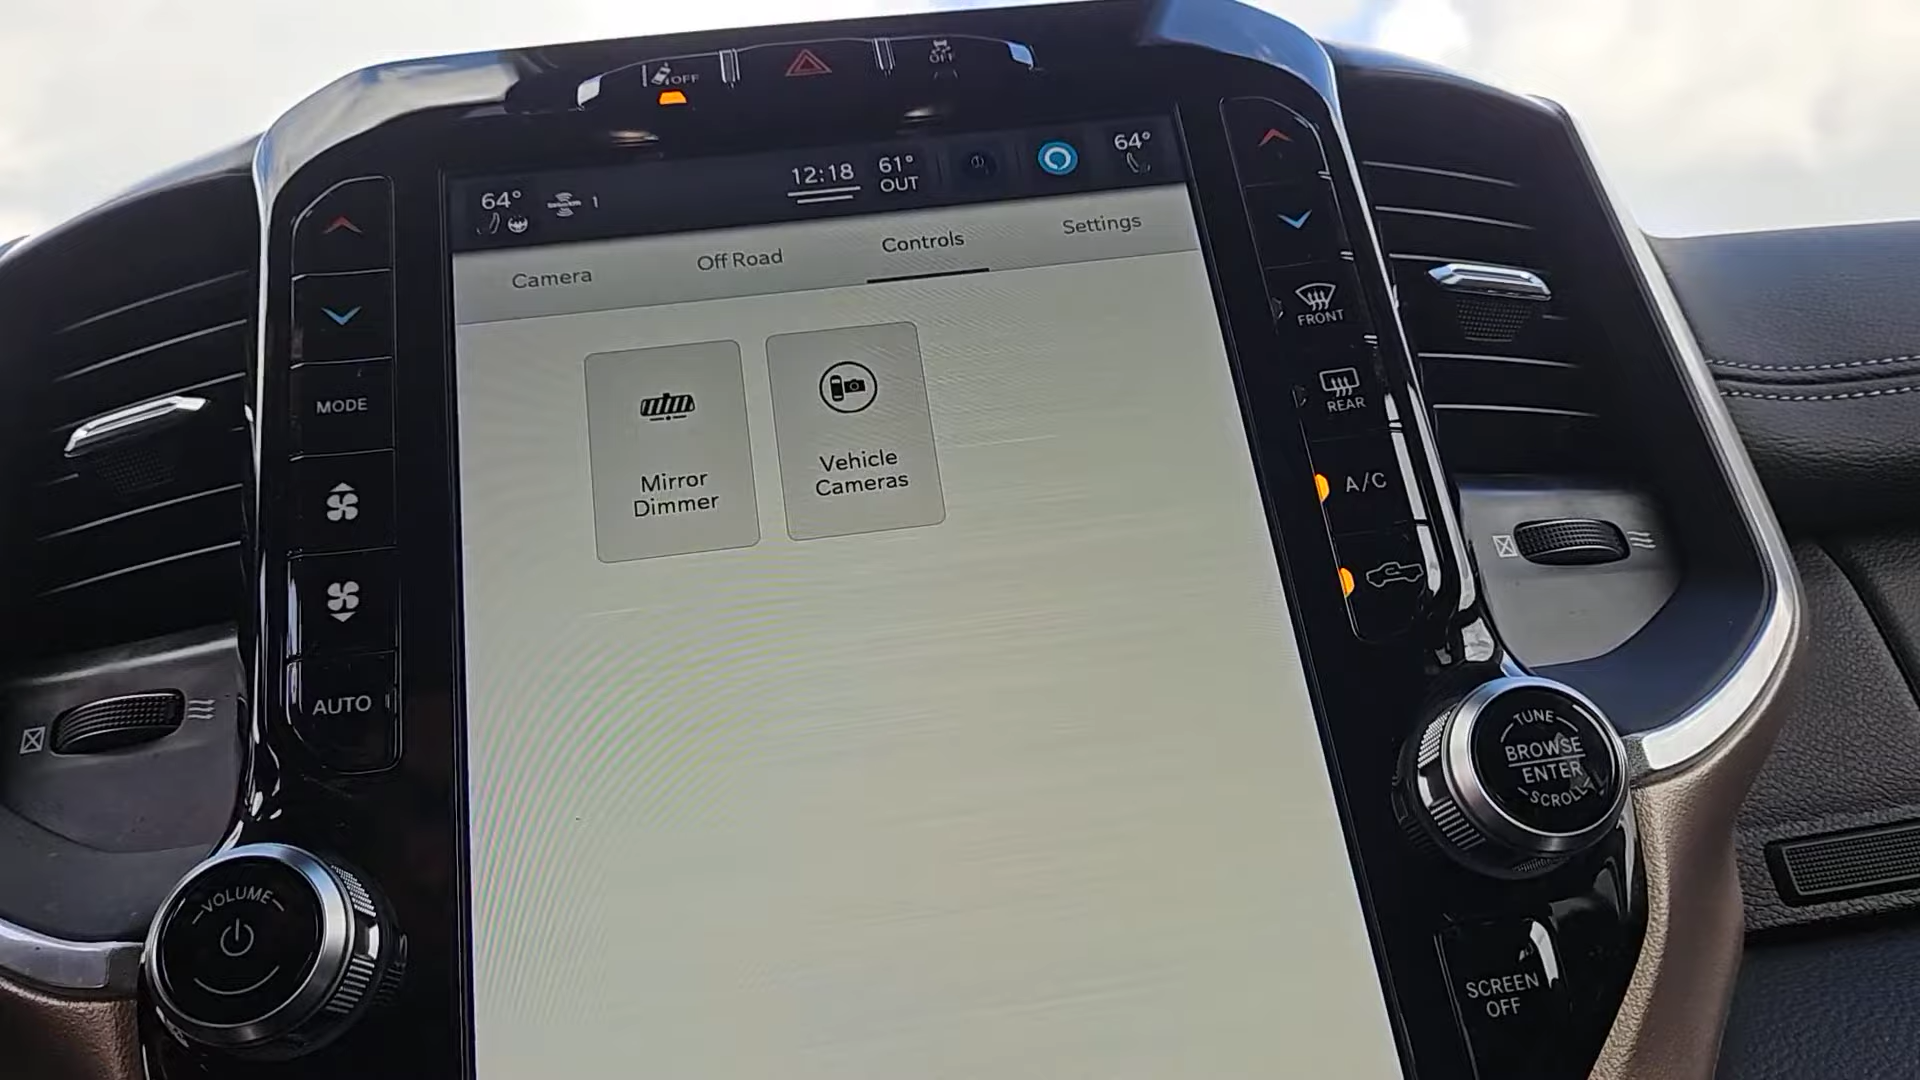 OFF
OFF
64°
1
12:18
61°
OUT
64°
Camera
Off Road
Controls
Settings
Mirror
Dimmer
Vehicle
Cameras
MODE
AUTO
VOLUME
FRONT
REAR
A/C
TUNE
BROWSE
ENTER
SCROLL
SCREEN
OFF